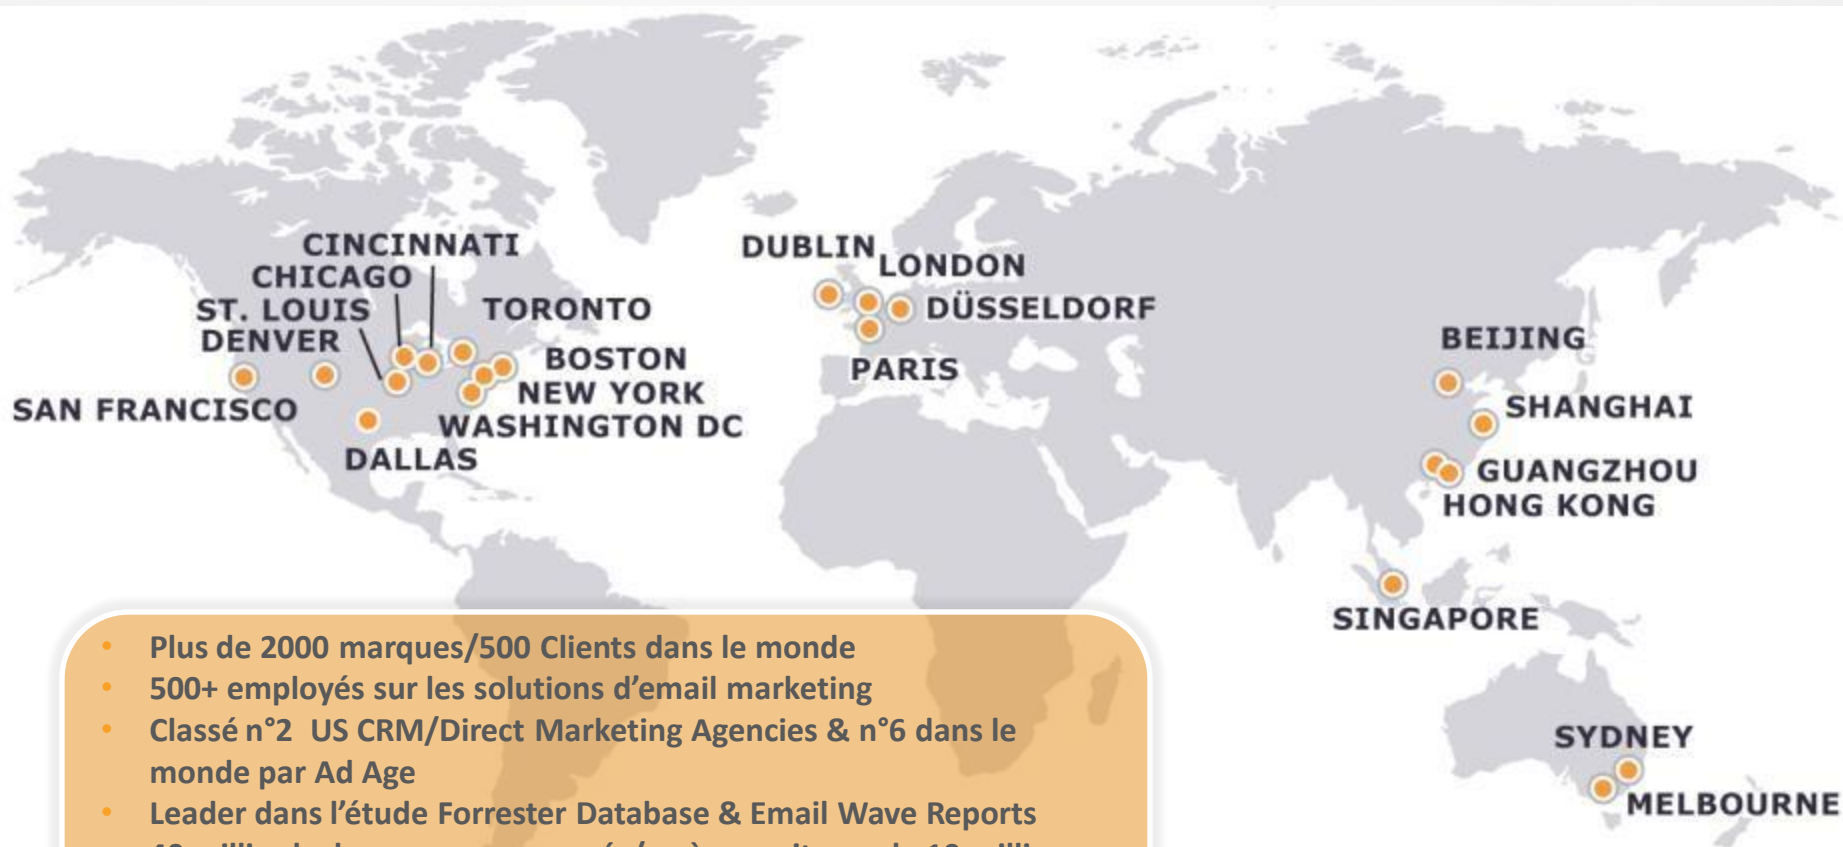 CINCINNATI
CHICAGO
ST. LOUIS
DENVER
TORONTO
BOSTON
NEW YORK
WASHINGTON DC
SAN FRANCISCO
DALLAS
DUBLIN
LONDON
DÜSSELDORF
PARIS
BEIJING
SHANGHAI
GUANGZHOU
HONG KONG
SINGAPORE
SYDNEY
MELBOURNE
• Plus de 2000 marques/500 Clients dans le monde
• 500+ employés sur les solutions d’email marketing
• Classé n°2 US CRM/Direct Marketing Agencies & n°6 dans le
monde par Ad Age
• Leader dans l’étude Forrester Database & Email Wave Reports